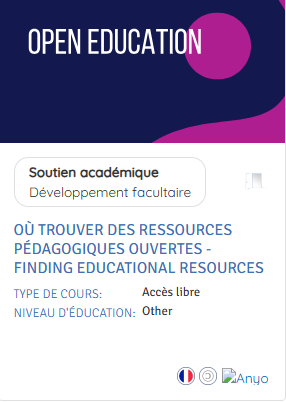 OPEN EDUCATION
Soutien académique
Développement facultaire
OÙ TROUVER DES RESSOURCES
PÉDAGOGIQUES OUVERTES -
FINDING EDUCATIONAL RESOURCES
TYPE DE COURS: Accès libre
NIVEAU D'ÉDUCATION: Other
Anyo